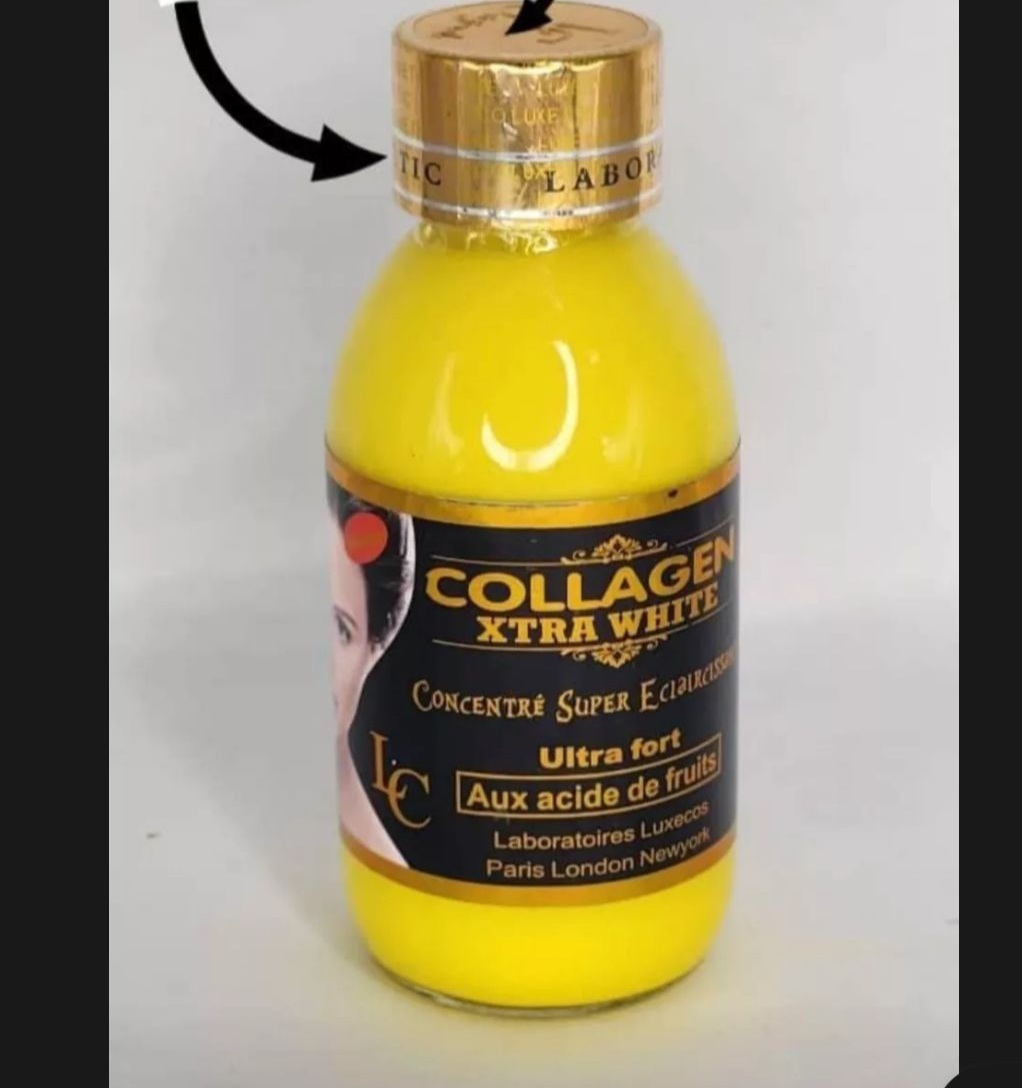 TIC LABOR
COLLAGEN
XTRA WHITE
CONCENTRÉ SUPER ECLAIRCISSAN
Ultra fort
LC
Aux acide de fruits
Laboratoires Luxecos
Paris London Newyork